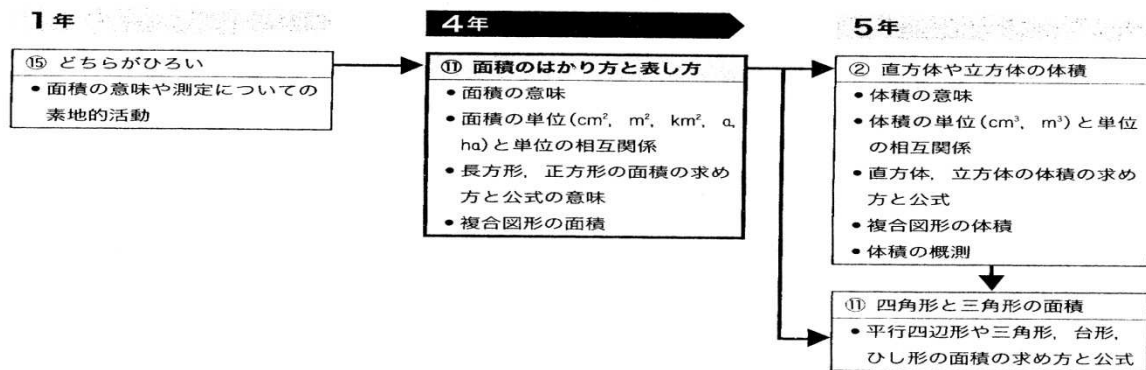 1年
⑮ どちらがひろい
• 面積の意味や測定についての
素地的活動
4年
⑪ 面積のはかり方と表し方
• 面積の意味
• 面積の単位(cm², m², km², a,
ha)と単位の相互関係
• 長方形, 正方形の面積の求め
方と公式の意味
• 複合図形の面積
5年
② 直方体や立方体の体積
• 体積の意味
• 体積の単位(cm³, m³)と単位
の相互関係
• 直方体, 立方体の体積の求め
方と公式
• 複合図形の体積
• 体積の概測
⑪ 四角形と三角形の面積
• 平行四辺形や三角形, 台形,
ひし形の面積の求め方と公式